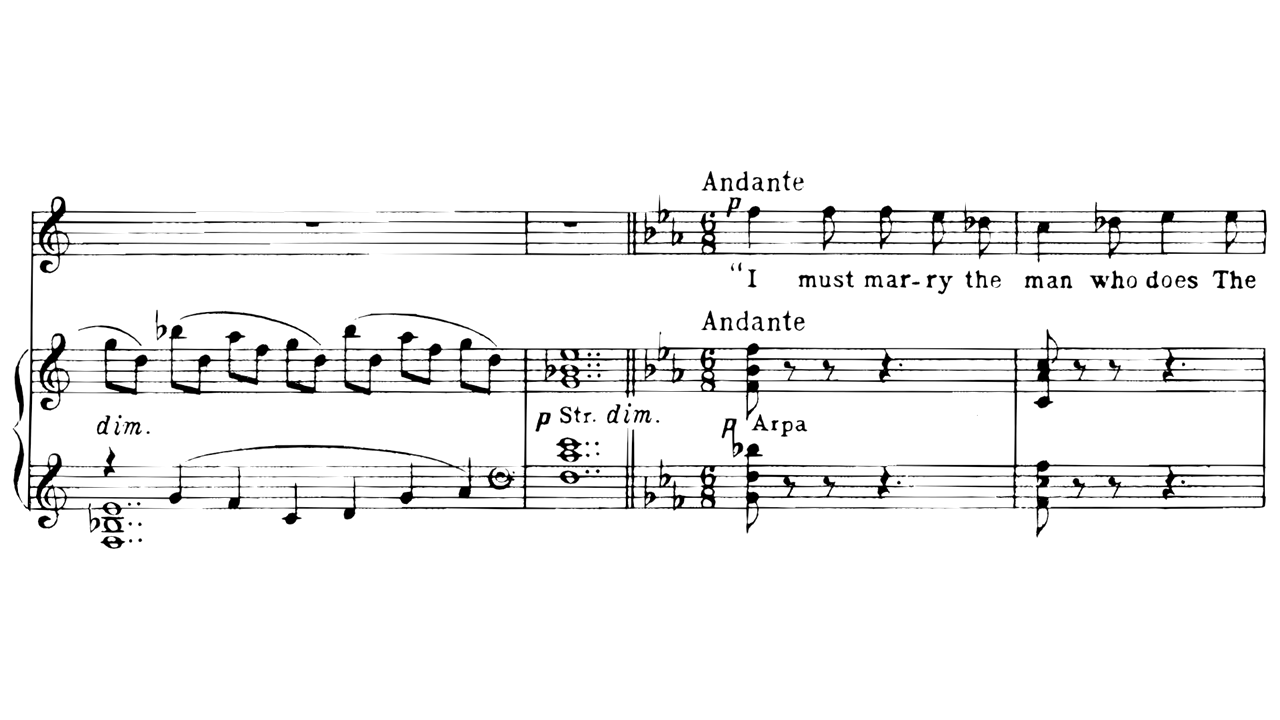 Andante
p
“I must mar-ry the man who does The
Andante
dim.
p Str. dim.
p Arpa